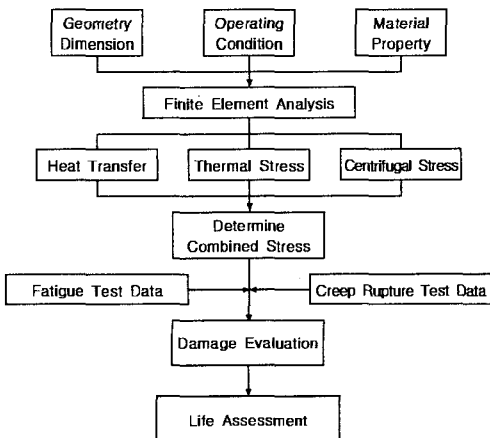 Geometry
Dimension
Operating
Condition
Material
Property
Finite Element Analysis
Heat Transfer
Thermal Stress
Centrifugal Stress
Determine
Combined Stress
Fatigue Test Data
Creep Rupture Test Data
Damage Evaluation
Life Assessment